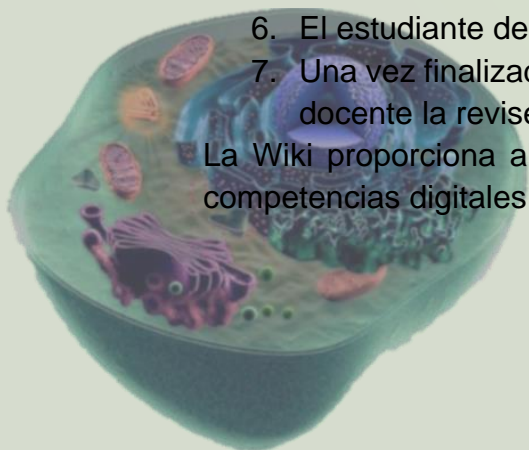 6. El estudiante de
7. Una vez finalizad
docente la revise
La Wiki proporciona a
competencias digitales